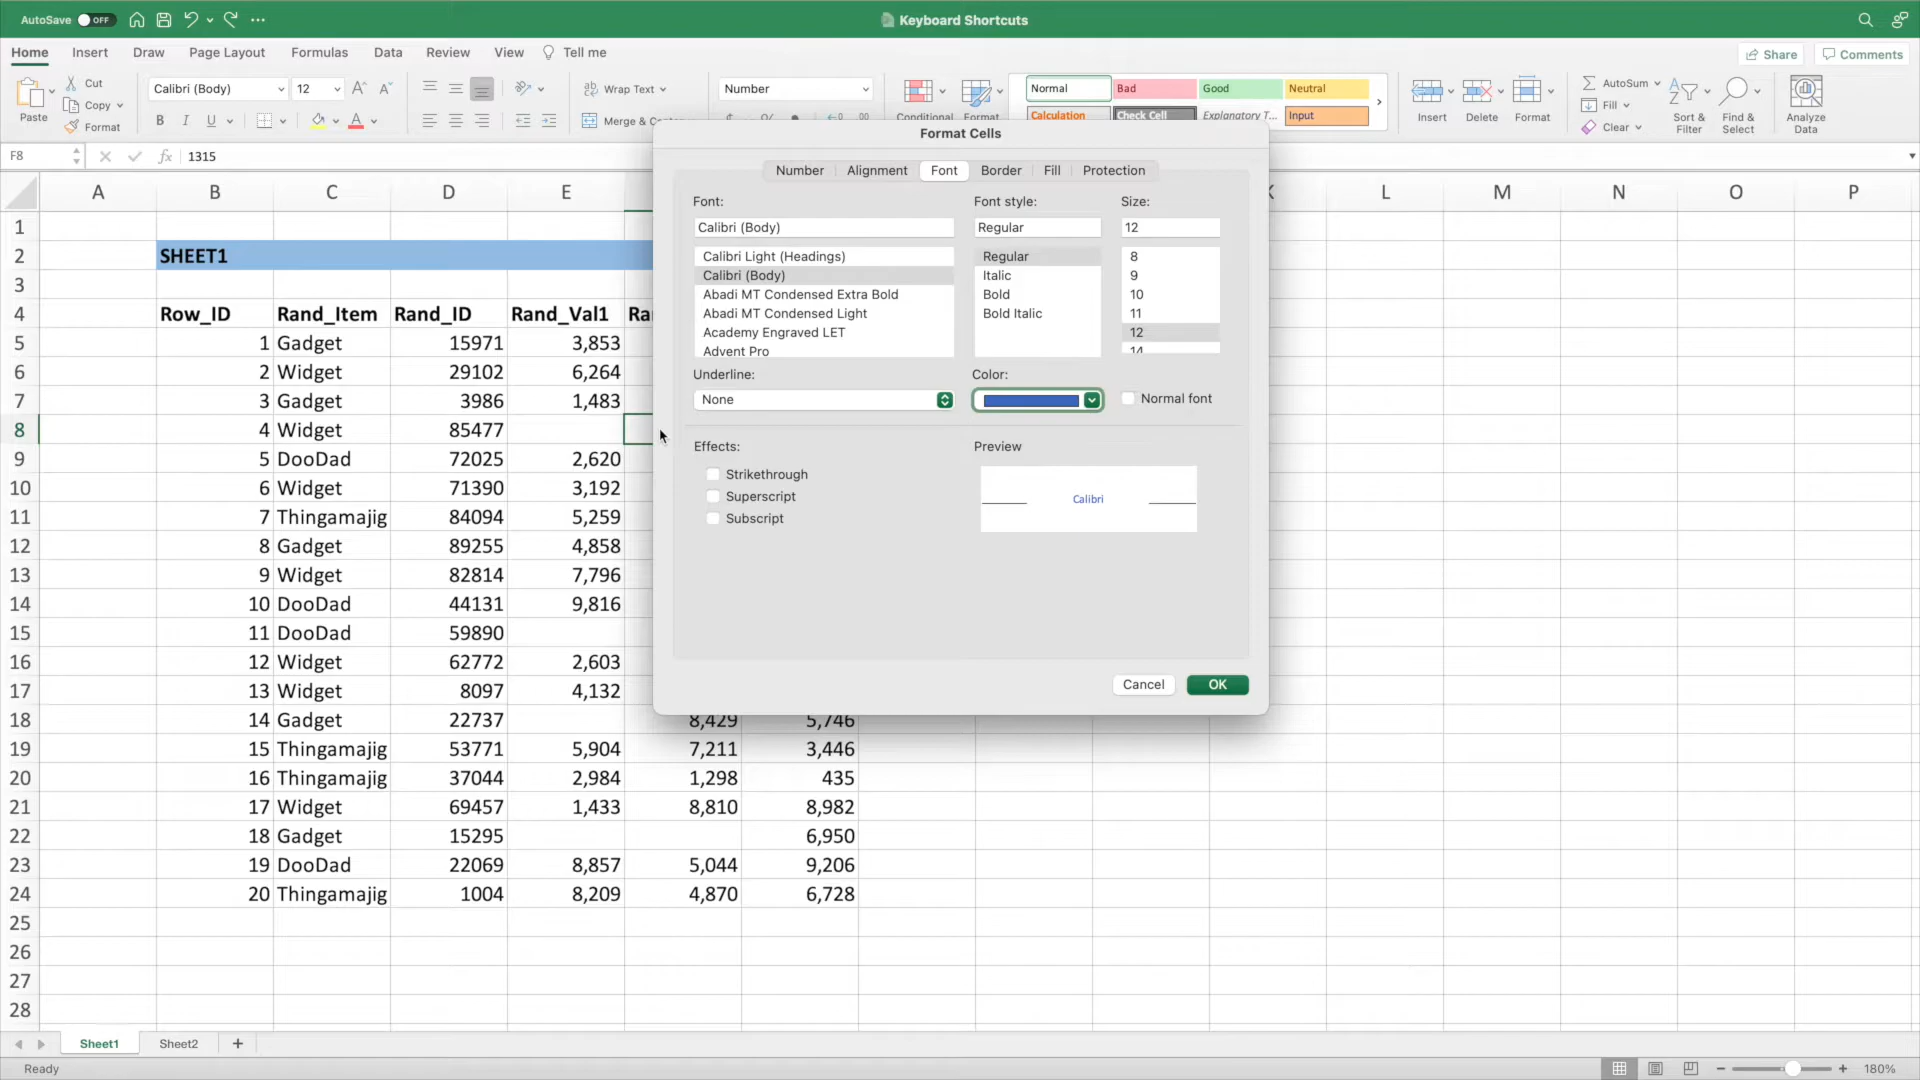 AutoSave OFF Keyboard Shortcuts
Home Insert Draw Page Layout Formulas Data Review View Tell me Share Comments
Paste Cut Copy Format
Calibri (Body) 12 Wrap Text Number
Conditional Format
Normal Bad Good Neutral
Calculation Check Cell Explanatory T... Input
Insert Delete Format
AutoSum Fill Clear
Sort & Filter Find & Select Analyze Data
F8 fx 1315
A B C D E K L M N O P
1
2 SHEET1
3
4 Row_ID Rand_Item Rand_ID Rand_Val1
5 1 Gadget 15971 3,853
6 2 Widget 29102 6,264
7 3 Gadget 3986 1,483
8 4 Widget 85477
9 5 DooDad 72025 2,620
10 6 Widget 71390 3,192
11 7 Thingamajig 84094 5,259
12 8 Gadget 89255 4,858
13 9 Widget 82814 7,796
14 10 DooDad 44131 9,816
15 11 DooDad 59890
16 12 Widget 62772 2,603
17 13 Widget 8097 4,132
18 14 Gadget 22737 8,429 5,746
19 15 Thingamajig 53771 5,904 7,211 3,446
20 16 Thingamajig 37044 2,984 1,298 435
21 17 Widget 69457 1,433 8,810 8,982
22 18 Gadget 15295 6,950
23 19 DooDad 22069 8,857 5,044 9,206
24 20 Thingamajig 1004 8,209 4,870 6,728
25
26
27
28
Format Cells
Number Alignment Font Border Fill Protection
Font: Font style: Size:
Calibri (Body) Regular 12
Calibri Light (Headings) Regular 8
Calibri (Body) Italic 9
Abadi MT Condensed Extra Bold Bold 10
Abadi MT Condensed Light Bold Italic 11
Academy Engraved LET 12
Advent Pro 14
Underline: Color:
None Normal font
Effects: Preview
Strikethrough
Superscript Calibri
Subscript
Cancel OK
Sheet1 Sheet2 +
Ready 180%